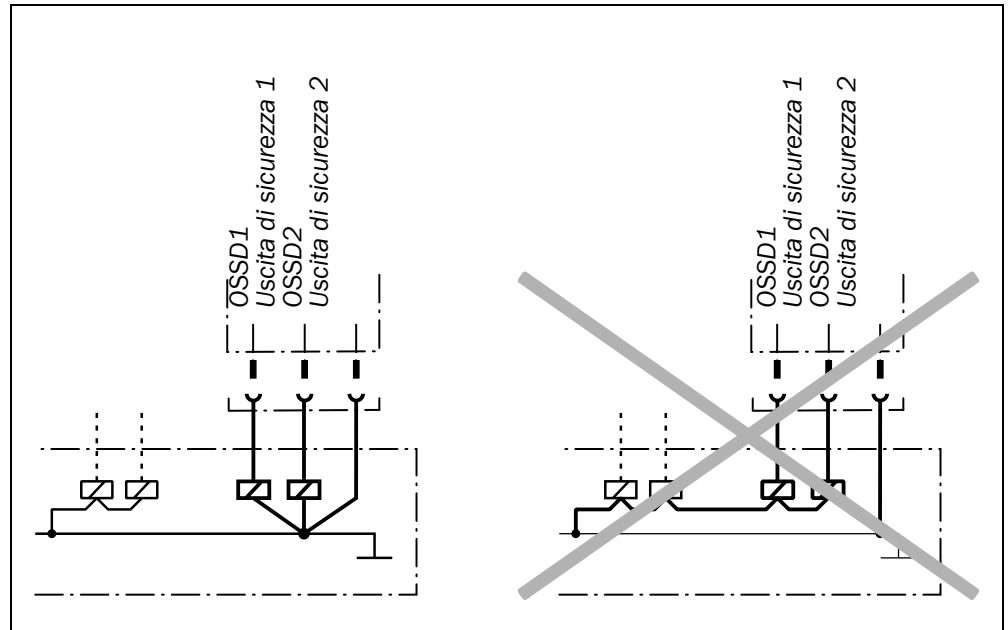 OSSD1
Uscita di sicurezza 1
OSSD2
Uscita di sicurezza 2
OSSD1
Uscita di sicurezza 1
OSSD2
Uscita di sicurezza 2